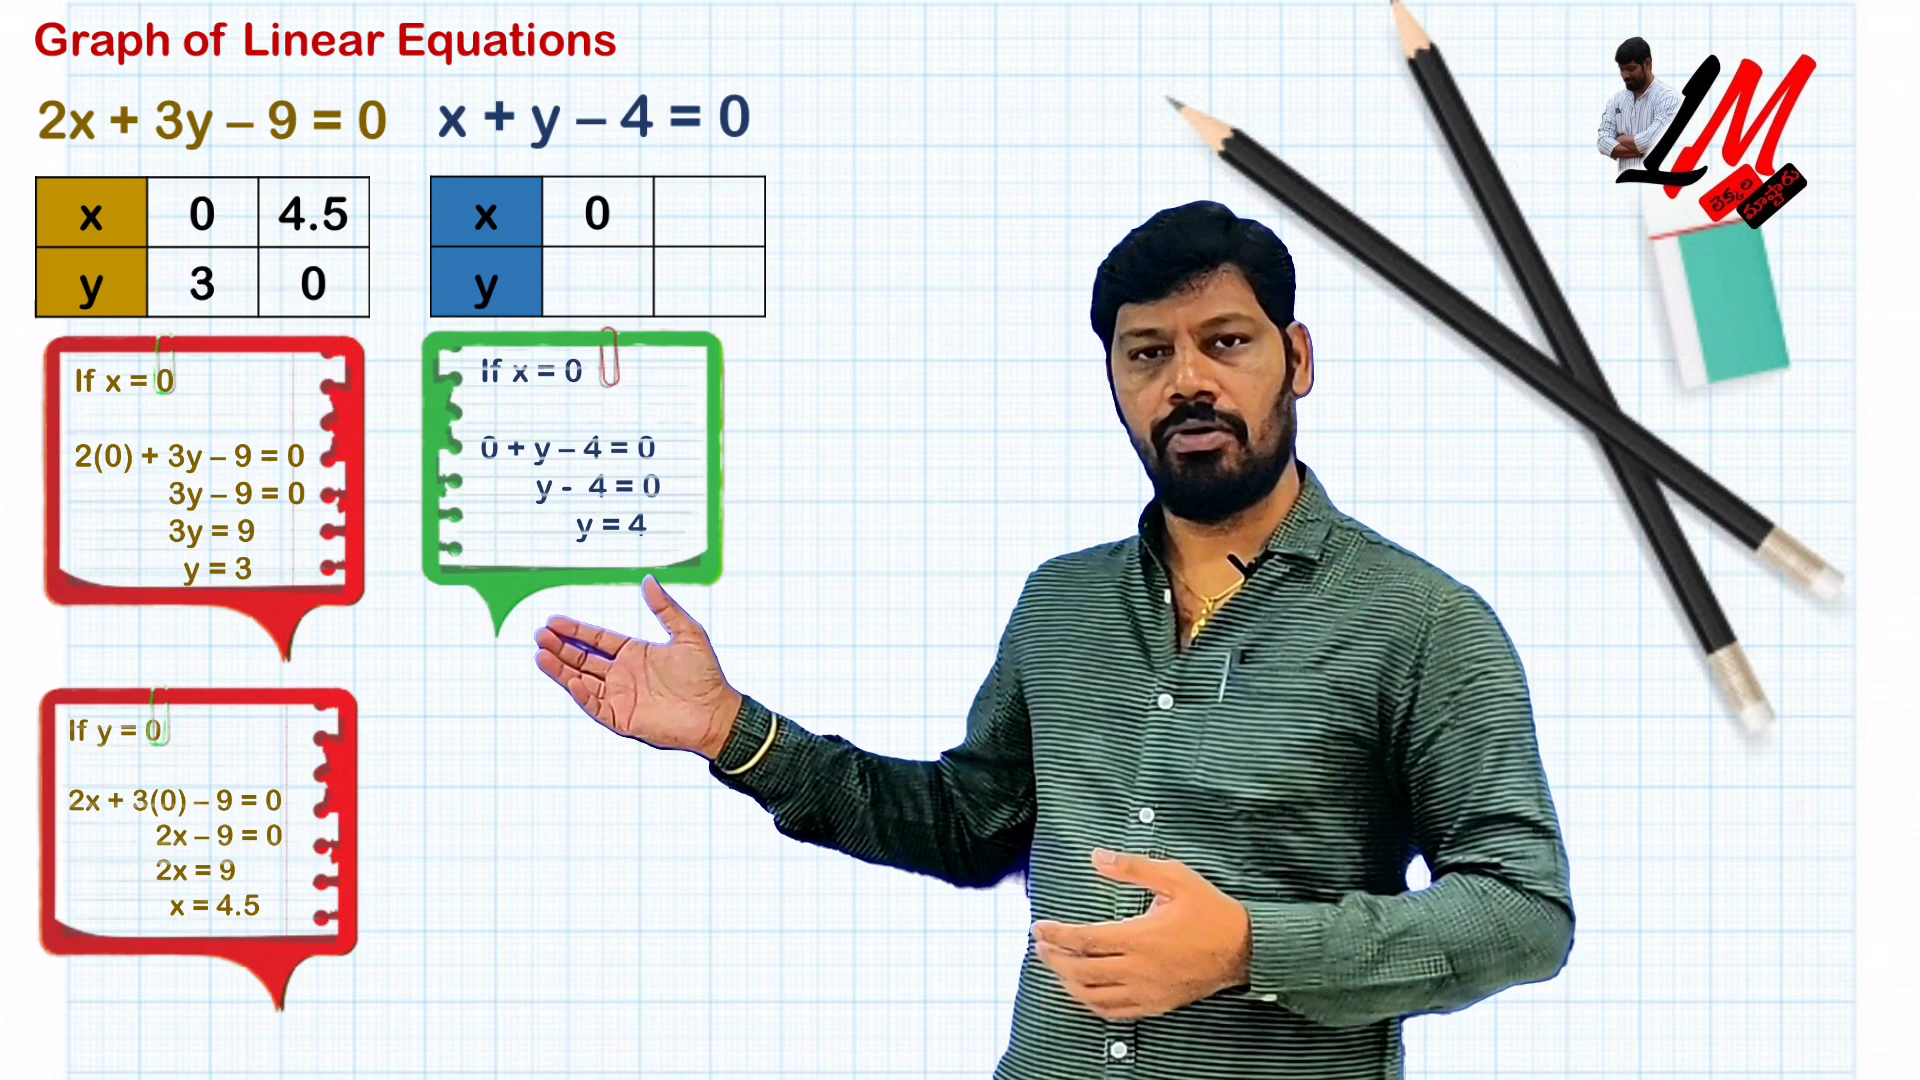 Graph of Linear Equations
2x + 3y – 9 = 0
x + y – 4 = 0
x 0 4.5
y 3 0
x 0
y
If x = 0
2(0) + 3y – 9 = 0
3y – 9 = 0
3y = 9
y = 3
If x = 0
0 + y – 4 = 0
y - 4 = 0
y = 4
If y = 0
2x + 3(0) – 9 = 0
2x – 9 = 0
2x = 9
x = 4.5
LM
లెక్కల
మాష్టారు